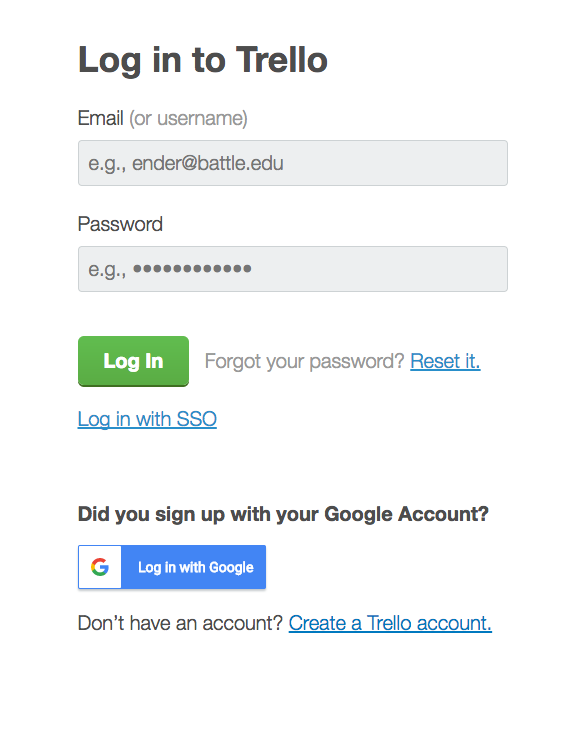 Log in to Trello
Email (or username)
e.g., ender@battle.edu
Password
e.g., ••••••••••••
Log In Forgot your password? Reset it.
Log in with SSO
Did you sign up with your Google Account?
G Log in with Google
Don’t have an account? Create a Trello account.